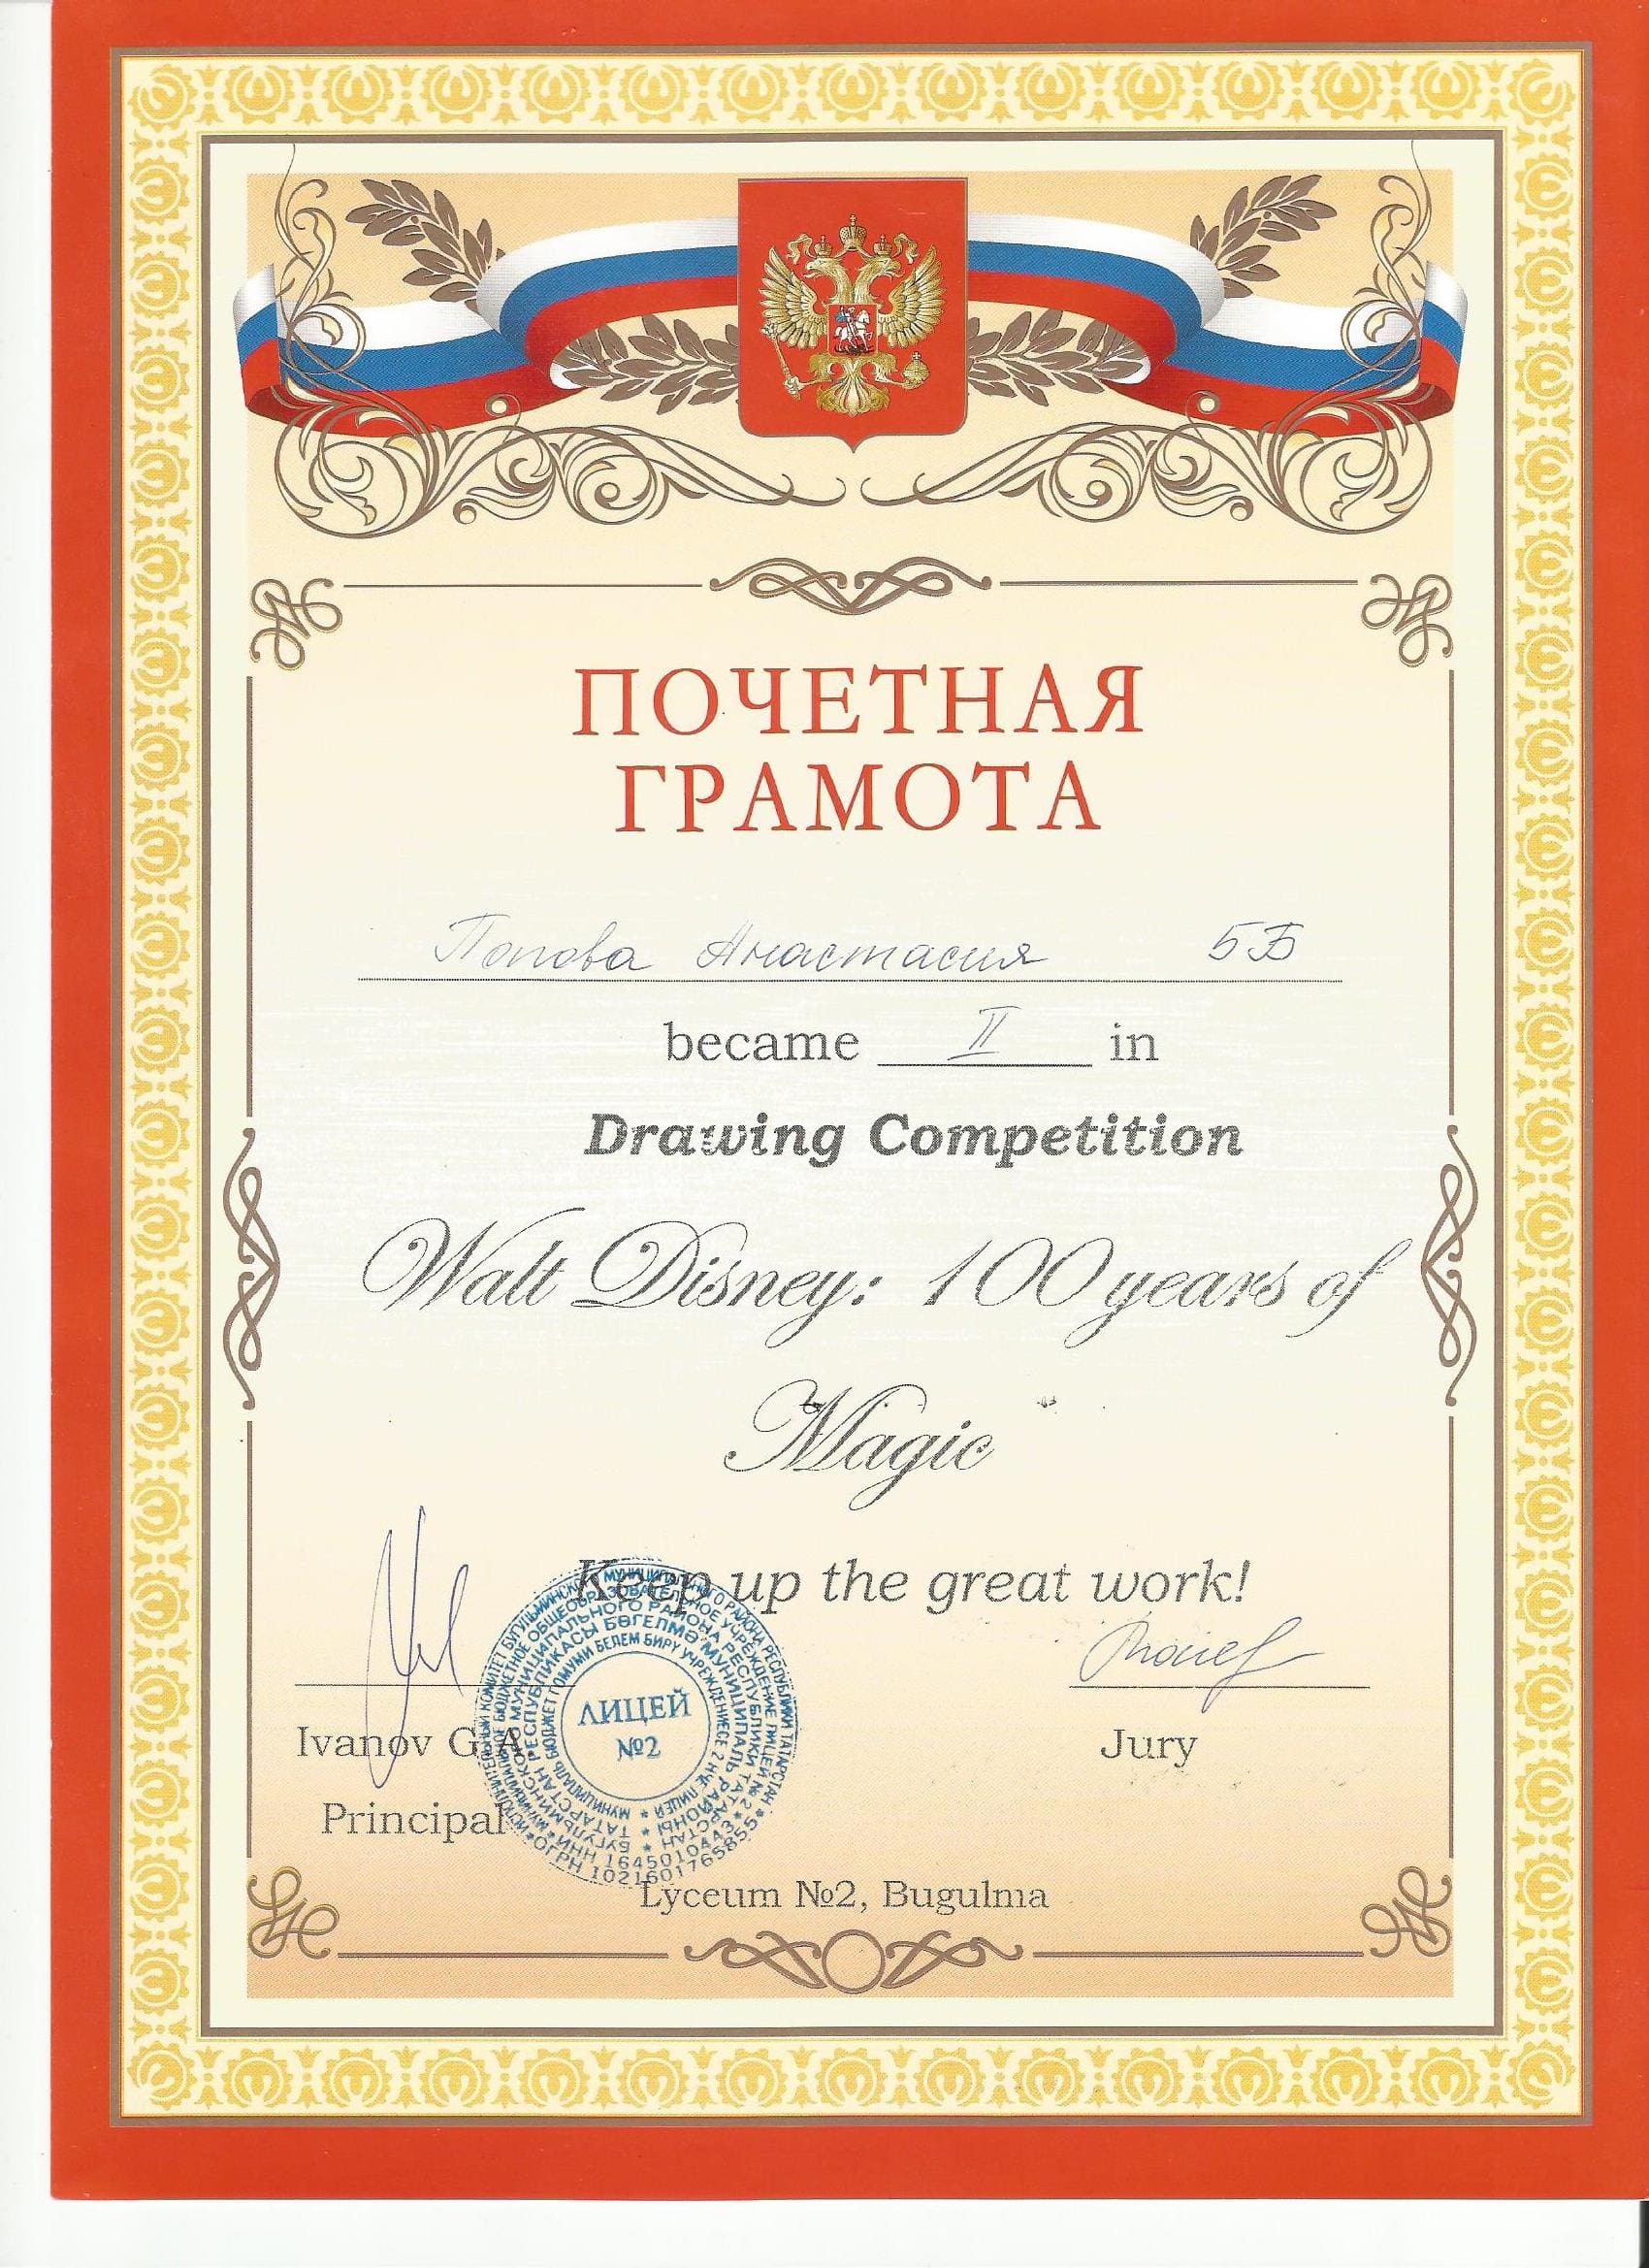 ПОЧЕТНАЯ
ГРАМОТА
Попова Анастасия 5Б
became II in
Drawing Competition
Walt Disney: 100 years of
Magic
Keep up the great work!
Ivanov G.A.
Jury
Principal
ЛИЦЕЙ
№2
ОГРН 1021601765855
ИНН 1645010443
Lyceum №2, Bugulma